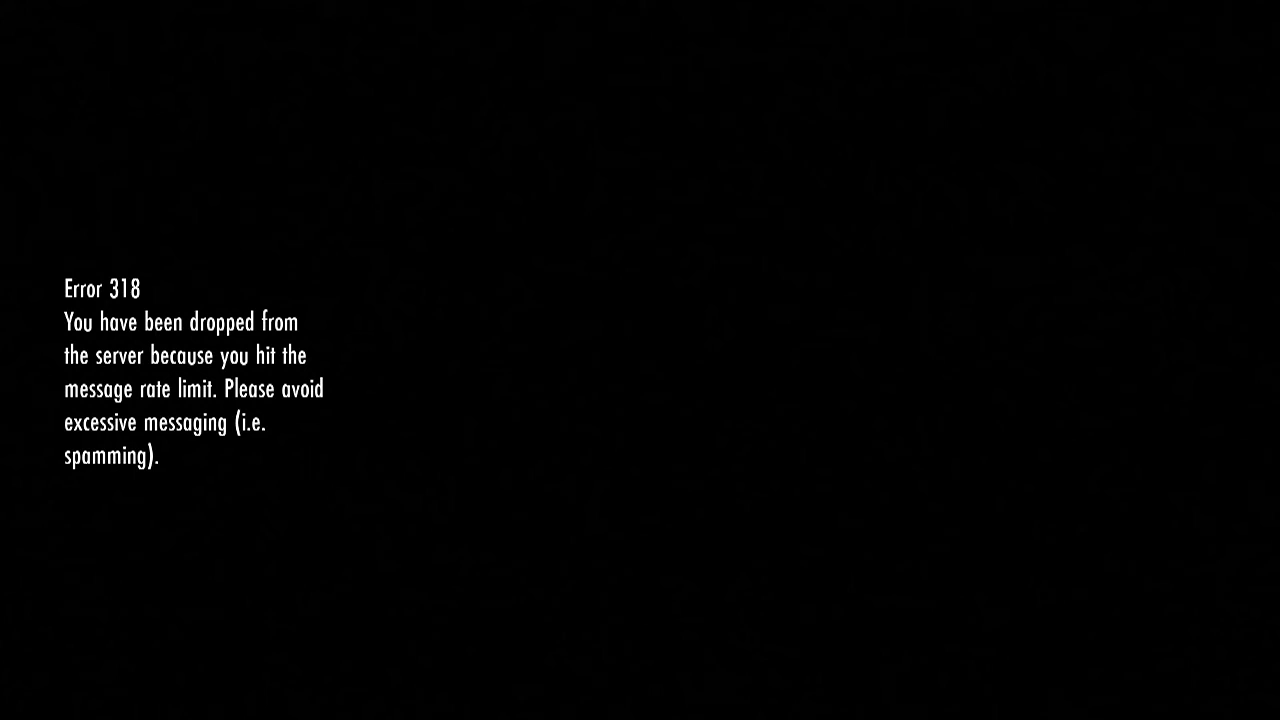 Error 318
You have been dropped from
the server because you hit the
message rate limit. Please avoid
excessive messaging (i.e.
spamming).